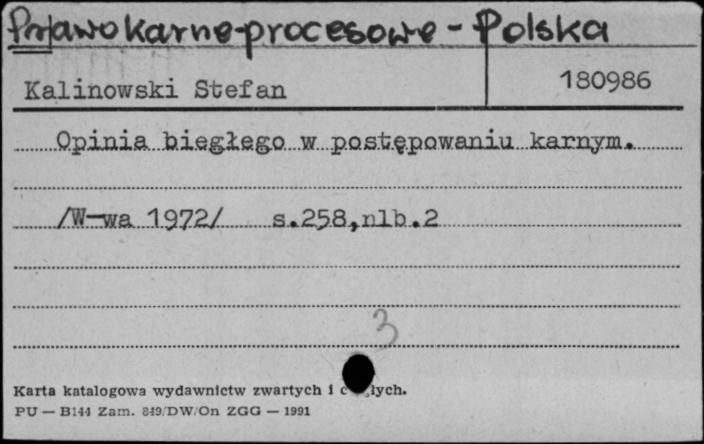 Prawo karne-procesowe - Polska
Kalinowski Stefan
180986
Opinia biegłego w postępowaniu karnym.
/W-wa 1972/ s.258,nlb.2
3
Karta katalogowa wydawnictw zwartych i
PU — B144 Zam. 849/DW/On ZGG — 1991